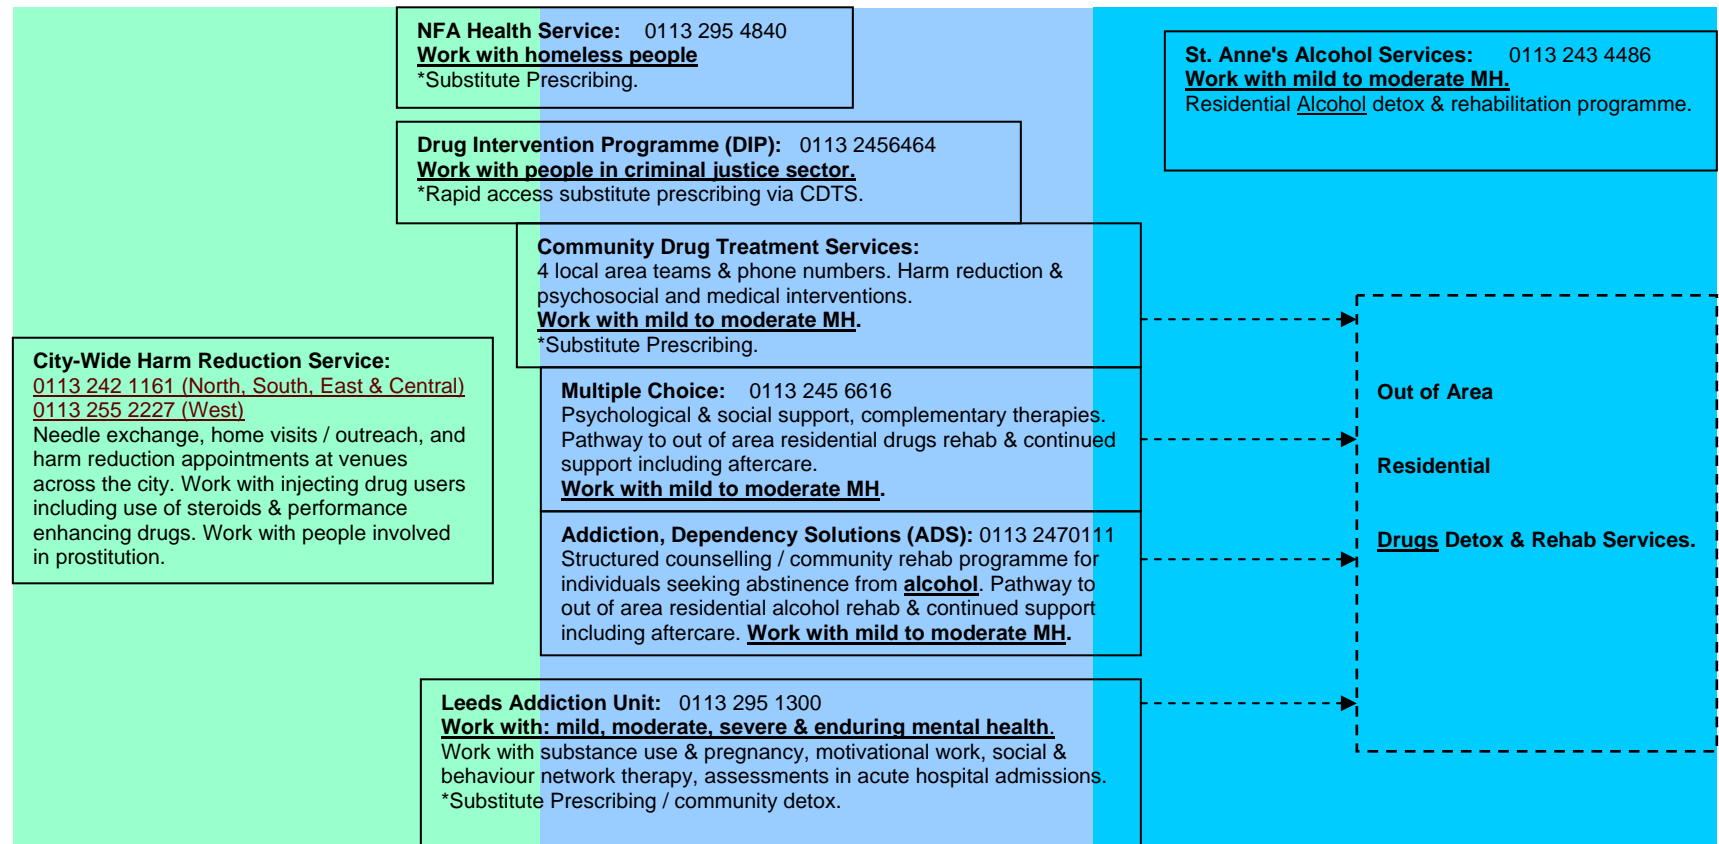 NFA Health Service: 0113 295 4840
Work with homeless people
*Substitute Prescribing.
St. Anne's Alcohol Services: 0113 243 4486
Work with mild to moderate MH.
Residential Alcohol detox & rehabilitation programme.
Drug Intervention Programme (DIP): 0113 2456464
Work with people in criminal justice sector.
*Rapid access substitute prescribing via CDTS.
Community Drug Treatment Services:
4 local area teams & phone numbers. Harm reduction &
psychosocial and medical interventions.
Work with mild to moderate MH.
*Substitute Prescribing.
City-Wide Harm Reduction Service:
0113 242 1161 (North, South, East & Central)
0113 255 2227 (West)
Needle exchange, home visits / outreach, and
harm reduction appointments at venues
across the city. Work with injecting drug users
including use of steroids & performance
enhancing drugs. Work with people involved
in prostitution.
Multiple Choice: 0113 245 6616
Psychological & social support, complementary therapies.
Pathway to out of area residential drugs rehab & continued
support including aftercare.
Work with mild to moderate MH.
Addiction, Dependency Solutions (ADS): 0113 2470111
Structured counselling / community rehab programme for
individuals seeking abstinence from alcohol. Pathway to
out of area residential alcohol rehab & continued support
including aftercare. Work with mild to moderate MH.
Out of Area
Residential
Drugs Detox & Rehab Services.
Leeds Addiction Unit: 0113 295 1300
Work with: mild, moderate, severe & enduring mental health.
Work with substance use & pregnancy, motivational work, social &
behaviour network therapy, assessments in acute hospital admissions.
*Substitute Prescribing / community detox.